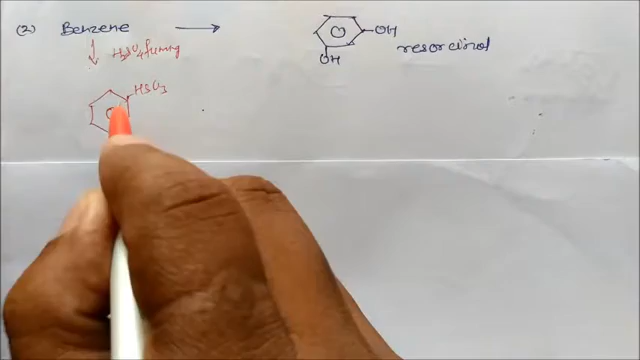 (2) Benzene → OH
OH resorcinol
H2SO4 fuming
HSO3